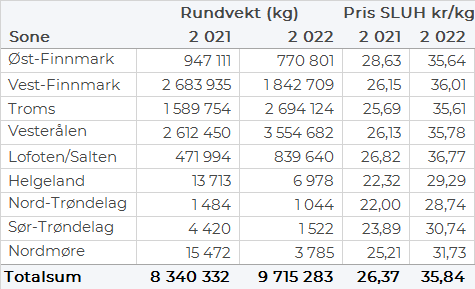 Rundvekt (kg) Pris SLUH kr/kg
Sone 2 021 2 022 2 021 2 022
Øst-Finnmark 947 111 770 801 28,63 35,64
Vest-Finnmark 2 683 935 1 842 709 26,15 36,01
Troms 1 589 754 2 694 124 25,69 35,61
Vesterålen 2 612 450 3 554 682 26,13 35,78
Lofoten/Salten 471 994 839 640 26,82 36,77
Helgeland 13 713 6 978 22,32 29,29
Nord-Trøndelag 1 484 1 044 22,00 28,74
Sør-Trøndelag 4 420 1 522 23,89 30,74
Nordmøre 15 472 3 785 25,21 31,73
Totalsum 8 340 332 9 715 283 26,37 35,84